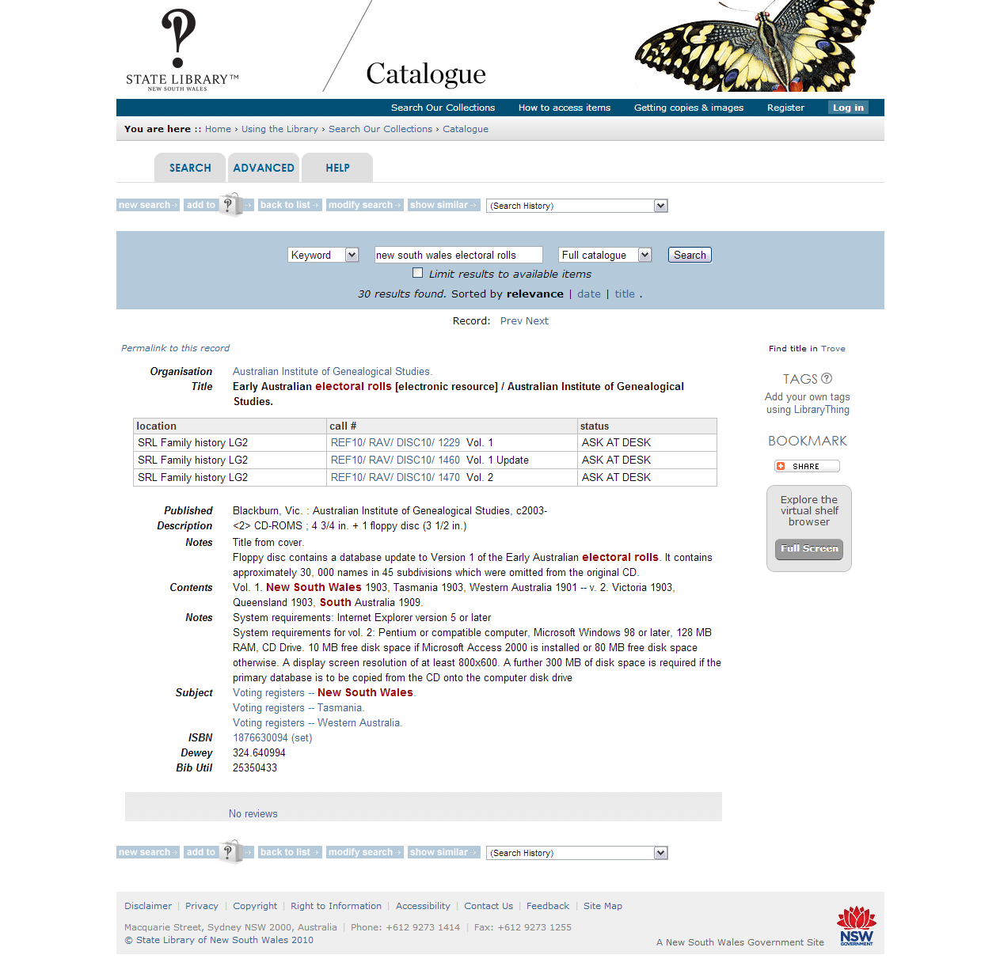 ?
STATE LIBRARY™
NEW SOUTH WALES
Catalogue
Search Our Collections How to access items Getting copies & images Register Log in
You are here :: Home › Using the Library › Search Our Collections › Catalogue
SEARCH ADVANCED HELP
new search add to ? back to list modify search show similar (Search History)
Keyword new south wales electoral rolls Full catalogue Search
Limit results to available items
30 results found. Sorted by relevance | date | title .
Record: Prev Next
Permalink to this record
Organisation Australian Institute of Genealogical Studies.
Title Early Australian electoral rolls [electronic resource] / Australian Institute of Genealogical
Studies.
location call # status
SRL Family history LG2 REF10/ RAV/ DISC10/ 1229 Vol. 1 ASK AT DESK
SRL Family history LG2 REF10/ RAV/ DISC10/ 1460 Vol. 1 Update ASK AT DESK
SRL Family history LG2 REF10/ RAV/ DISC10/ 1470 Vol. 2 ASK AT DESK
Published Blackburn, Vic. : Australian Institute of Genealogical Studies, c2003-
Description <2> CD-ROMS ; 4 3/4 in. + 1 floppy disc (3 1/2 in.)
Notes Title from cover.
Floppy disc contains a database update to Version 1 of the Early Australian electoral rolls. It contains
approximately 30, 000 names in 45 subdivisions which were omitted from the original CD.
Contents Vol. 1. New South Wales 1903, Tasmania 1903, Western Australia 1901 -- v. 2. Victoria 1903,
Queensland 1903, South Australia 1909.
Notes System requirements: Internet Explorer version 5 or later
System requirements for vol. 2: Pentium or compatible computer, Microsoft Windows 98 or later, 128 MB
RAM, CD Drive. 10 MB free disk space if Microsoft Access 2000 is installed or 80 MB free disk space
otherwise. A display screen resolution of at least 800x600. A further 300 MB of disk space is required if the
primary database is to be copied from the CD onto the computer disk drive
Subject Voting registers -- New South Wales.
Voting registers -- Tasmania.
Voting registers -- Western Australia.
ISBN 1876630094 (set)
Dewey 324.640994
Bib Util 25350433
No reviews
Find title in Trove
TAGS ?
Add your own tags
using LibraryThing
BOOKMARK
SHARE
Explore the
virtual shelf
browser
Full Screen
new search add to ? back to list modify search show similar (Search History)
Disclaimer | Privacy | Copyright | Right to Information | Accessibility | Contact Us | Feedback | Site Map
Macquarie Street, Sydney NSW 2000, Australia | Phone: +612 9273 1414 | Fax: +612 9273 1255
© State Library of New South Wales 2010
A New South Wales Government Site
NSW
GOVERNMENT